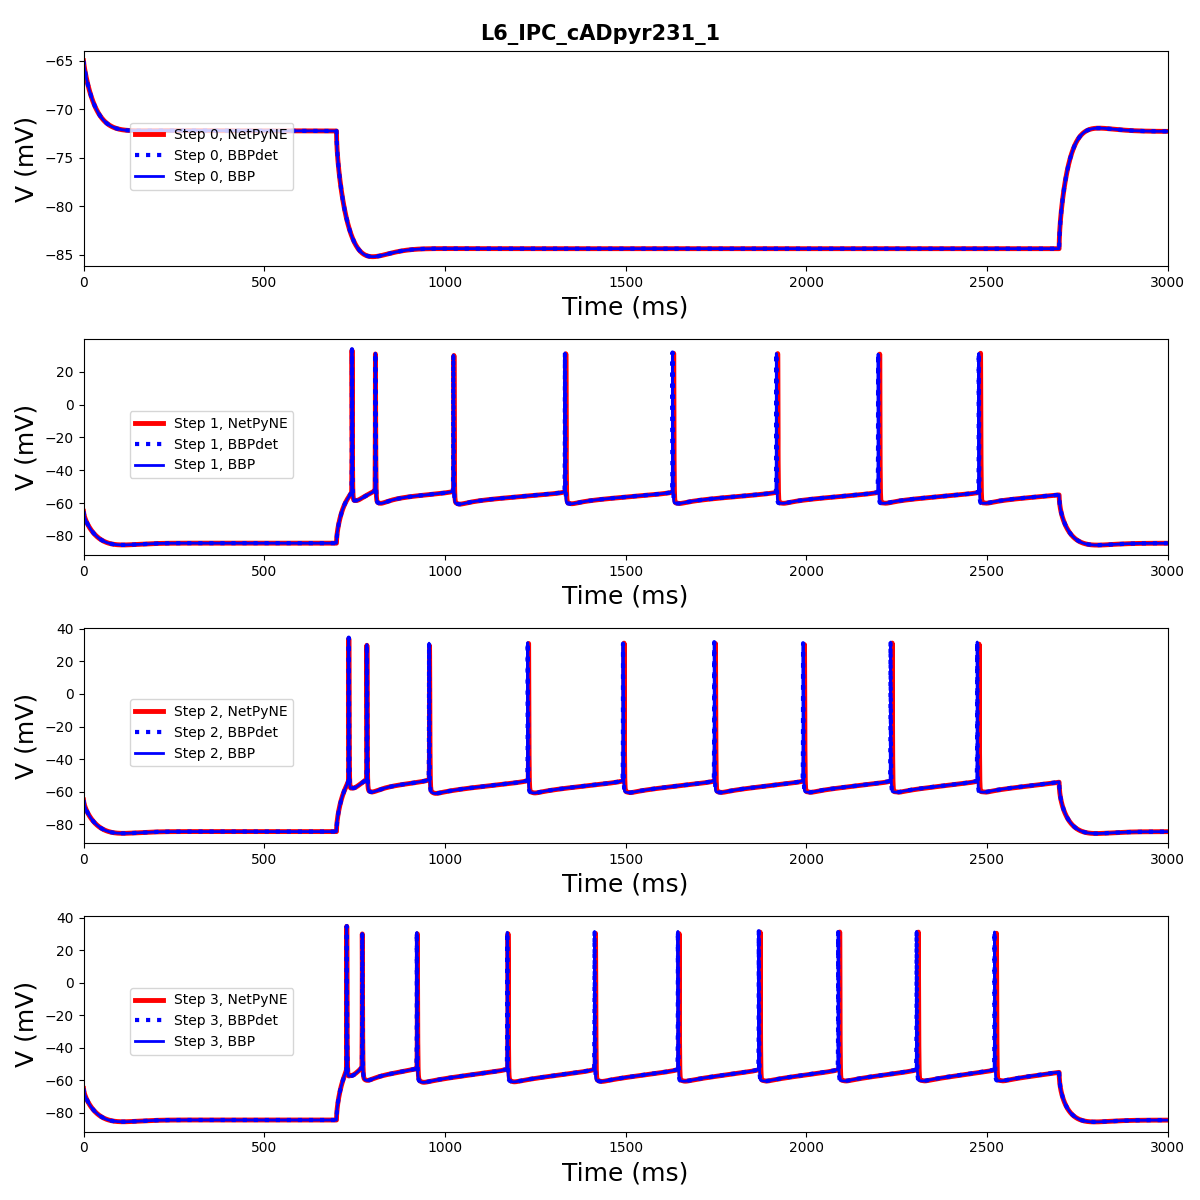 L6_IPC_cADpyr231_1
−65
−70
−75
−80
−85
V (mV)
Step 0, NetPyNE
Step 0, BBPdet
Step 0, BBP
0 500 1000 1500 2000 2500 3000
Time (ms)
20
0
−20
−40
−60
−80
V (mV)
Step 1, NetPyNE
Step 1, BBPdet
Step 1, BBP
0 500 1000 1500 2000 2500 3000
Time (ms)
40
20
0
−20
−40
−60
−80
V (mV)
Step 2, NetPyNE
Step 2, BBPdet
Step 2, BBP
0 500 1000 1500 2000 2500 3000
Time (ms)
40
20
0
−20
−40
−60
−80
V (mV)
Step 3, NetPyNE
Step 3, BBPdet
Step 3, BBP
0 500 1000 1500 2000 2500 3000
Time (ms)